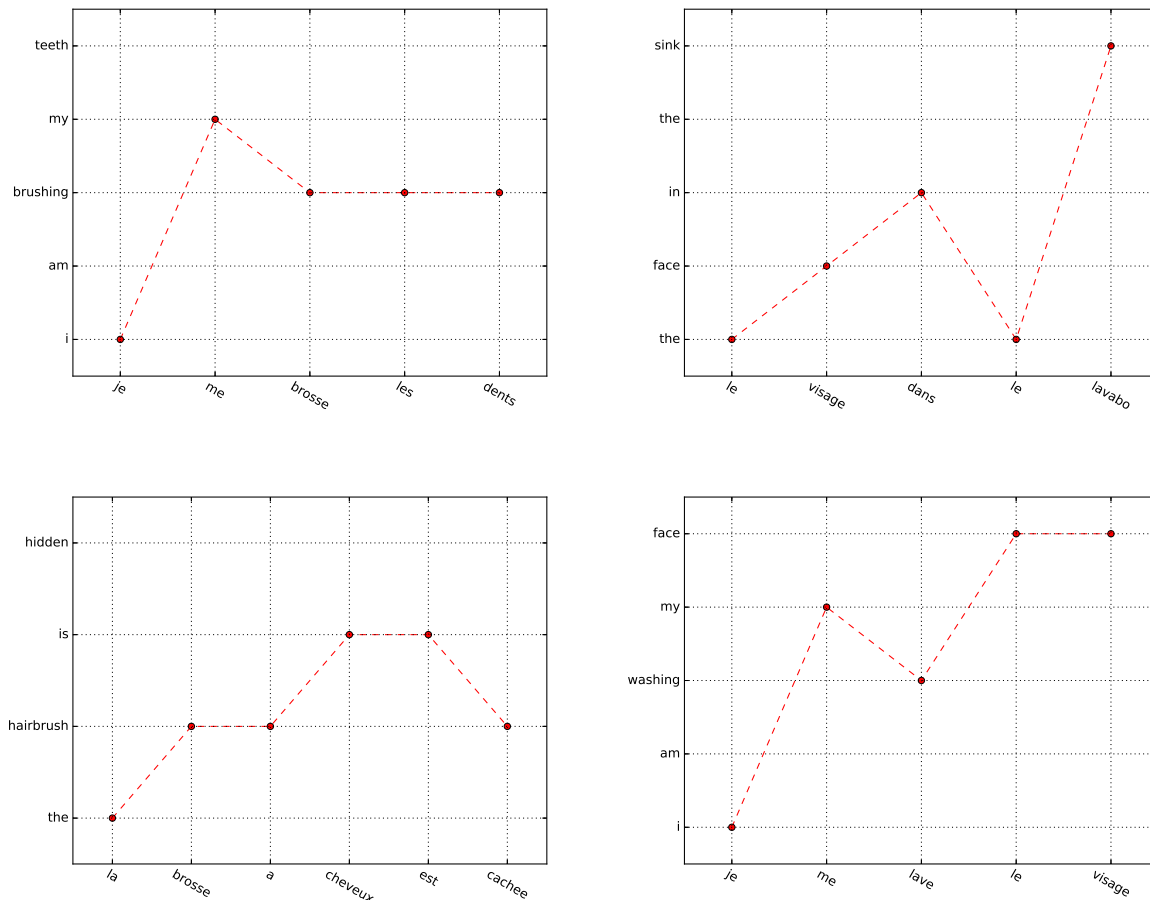 teeth
my
brushing
am
i
je me brosse les dents
sink
the
in
face
the
le visage dans le lavabo
hidden
is
hairbrush
the
la brosse a cheveux est cachee
face
my
washing
am
i
je me lave le visage